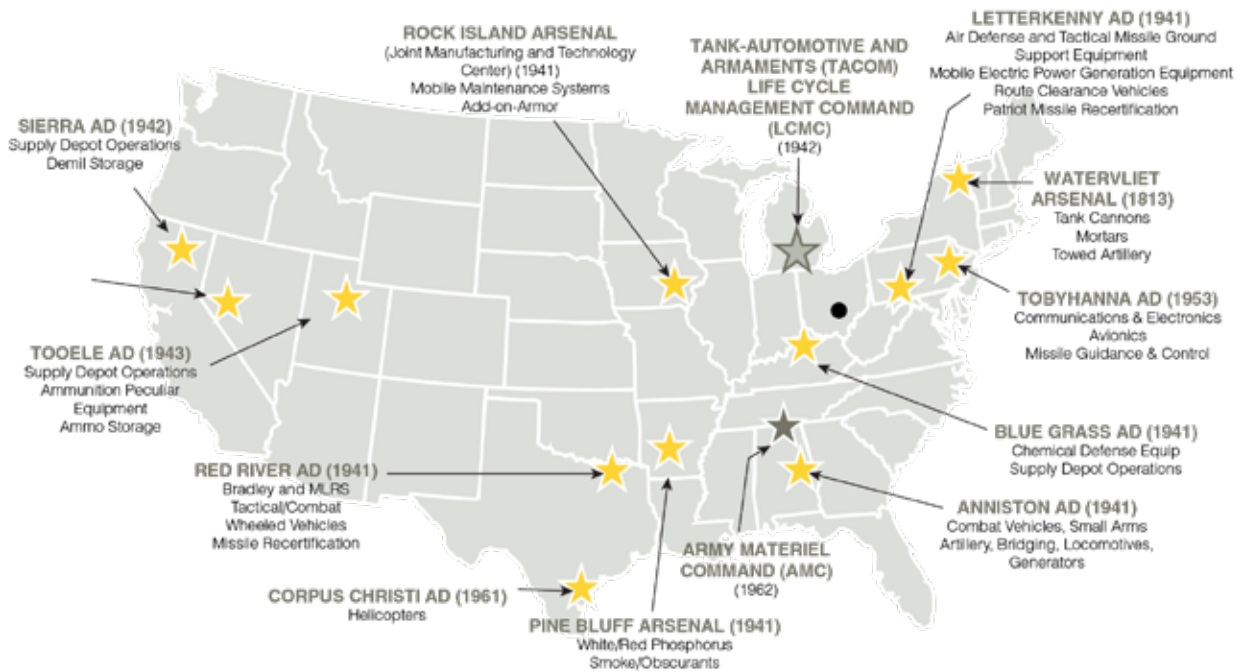 ROCK ISLAND ARSENAL
(Joint Manufacturing and Technology
Center) (1941)
Mobile Maintenance Systems
Add-on-Armor
TANK-AUTOMOTIVE AND
ARMAMENTS (TACOM)
LIFE CYCLE
MANAGEMENT COMMAND
(LCMC)
(1942)
LETTERKENNY AD (1941)
Air Defense and Tactical Missile Ground
Support Equipment
Mobile Electric Power Generation Equipment
Route Clearance Vehicles
Patriot Missile Recertification
SIERRA AD (1942)
Supply Depot Operations
Demil Storage
WATERVLIET
ARSENAL (1813)
Tank Cannons
Mortars
Towed Artillery
TOBYHANNA AD (1953)
Communications & Electronics
Avionics
Missile Guidance & Control
TOOELE AD (1943)
Supply Depot Operations
Ammunition Peculiar
Equipment
Ammo Storage
BLUE GRASS AD (1941)
Chemical Defense Equip
Supply Depot Operations
RED RIVER AD (1941)
Bradley and MLRS
Tactical/Combat
Wheeled Vehicles
Missile Recertification
ANNISTON AD (1941)
Combat Vehicles, Small Arms
Artillery, Bridging, Locomotives,
Generators
ARMY MATERIEL
COMMAND (AMC)
(1962)
CORPUS CHRISTI AD (1961)
Helicopters
PINE BLUFF ARSENAL (1941)
White/Red Phosphorus
Smoke/Obscurants